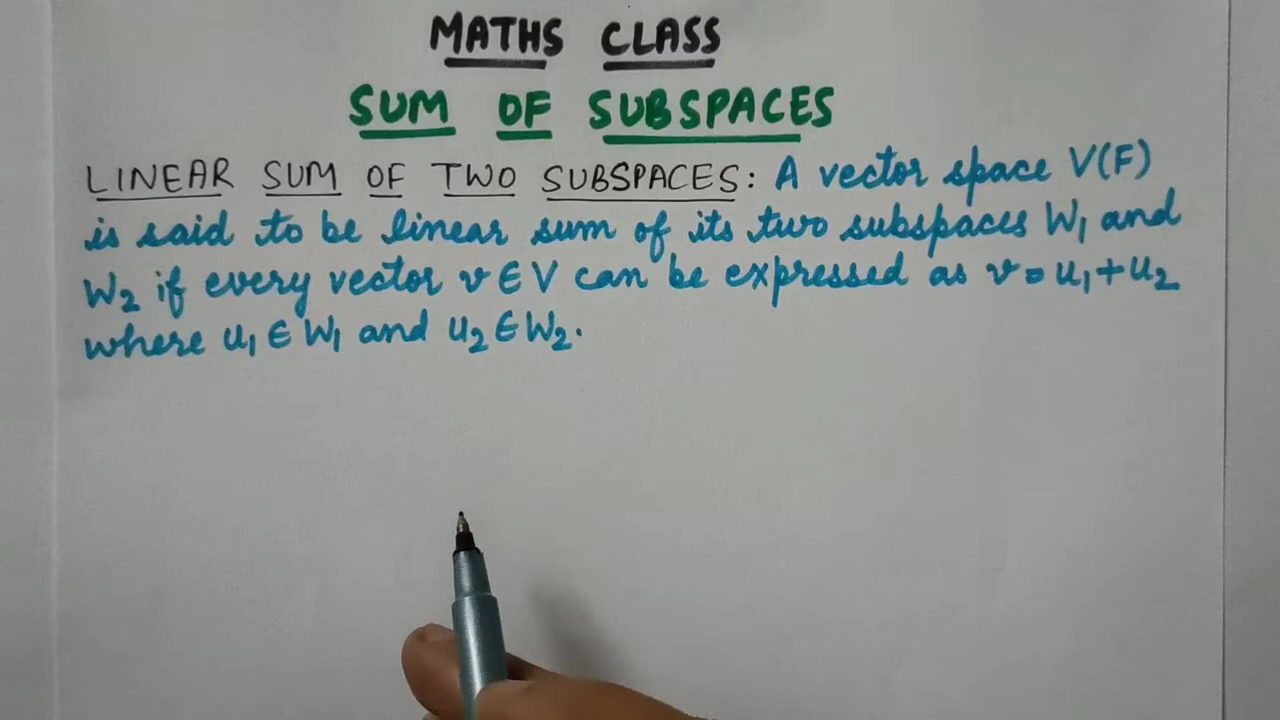 MATHS CLASS
SUM OF SUBSPACES
LINEAR SUM OF TWO SUBSPACES: A vector space V(F)
is said to be linear sum of its two subspaces W₁ and
W₂ if every vector v ∈ V can be expressed as v = u₁ + u₂
where u₁ ∈ W₁ and u₂ ∈ W₂.